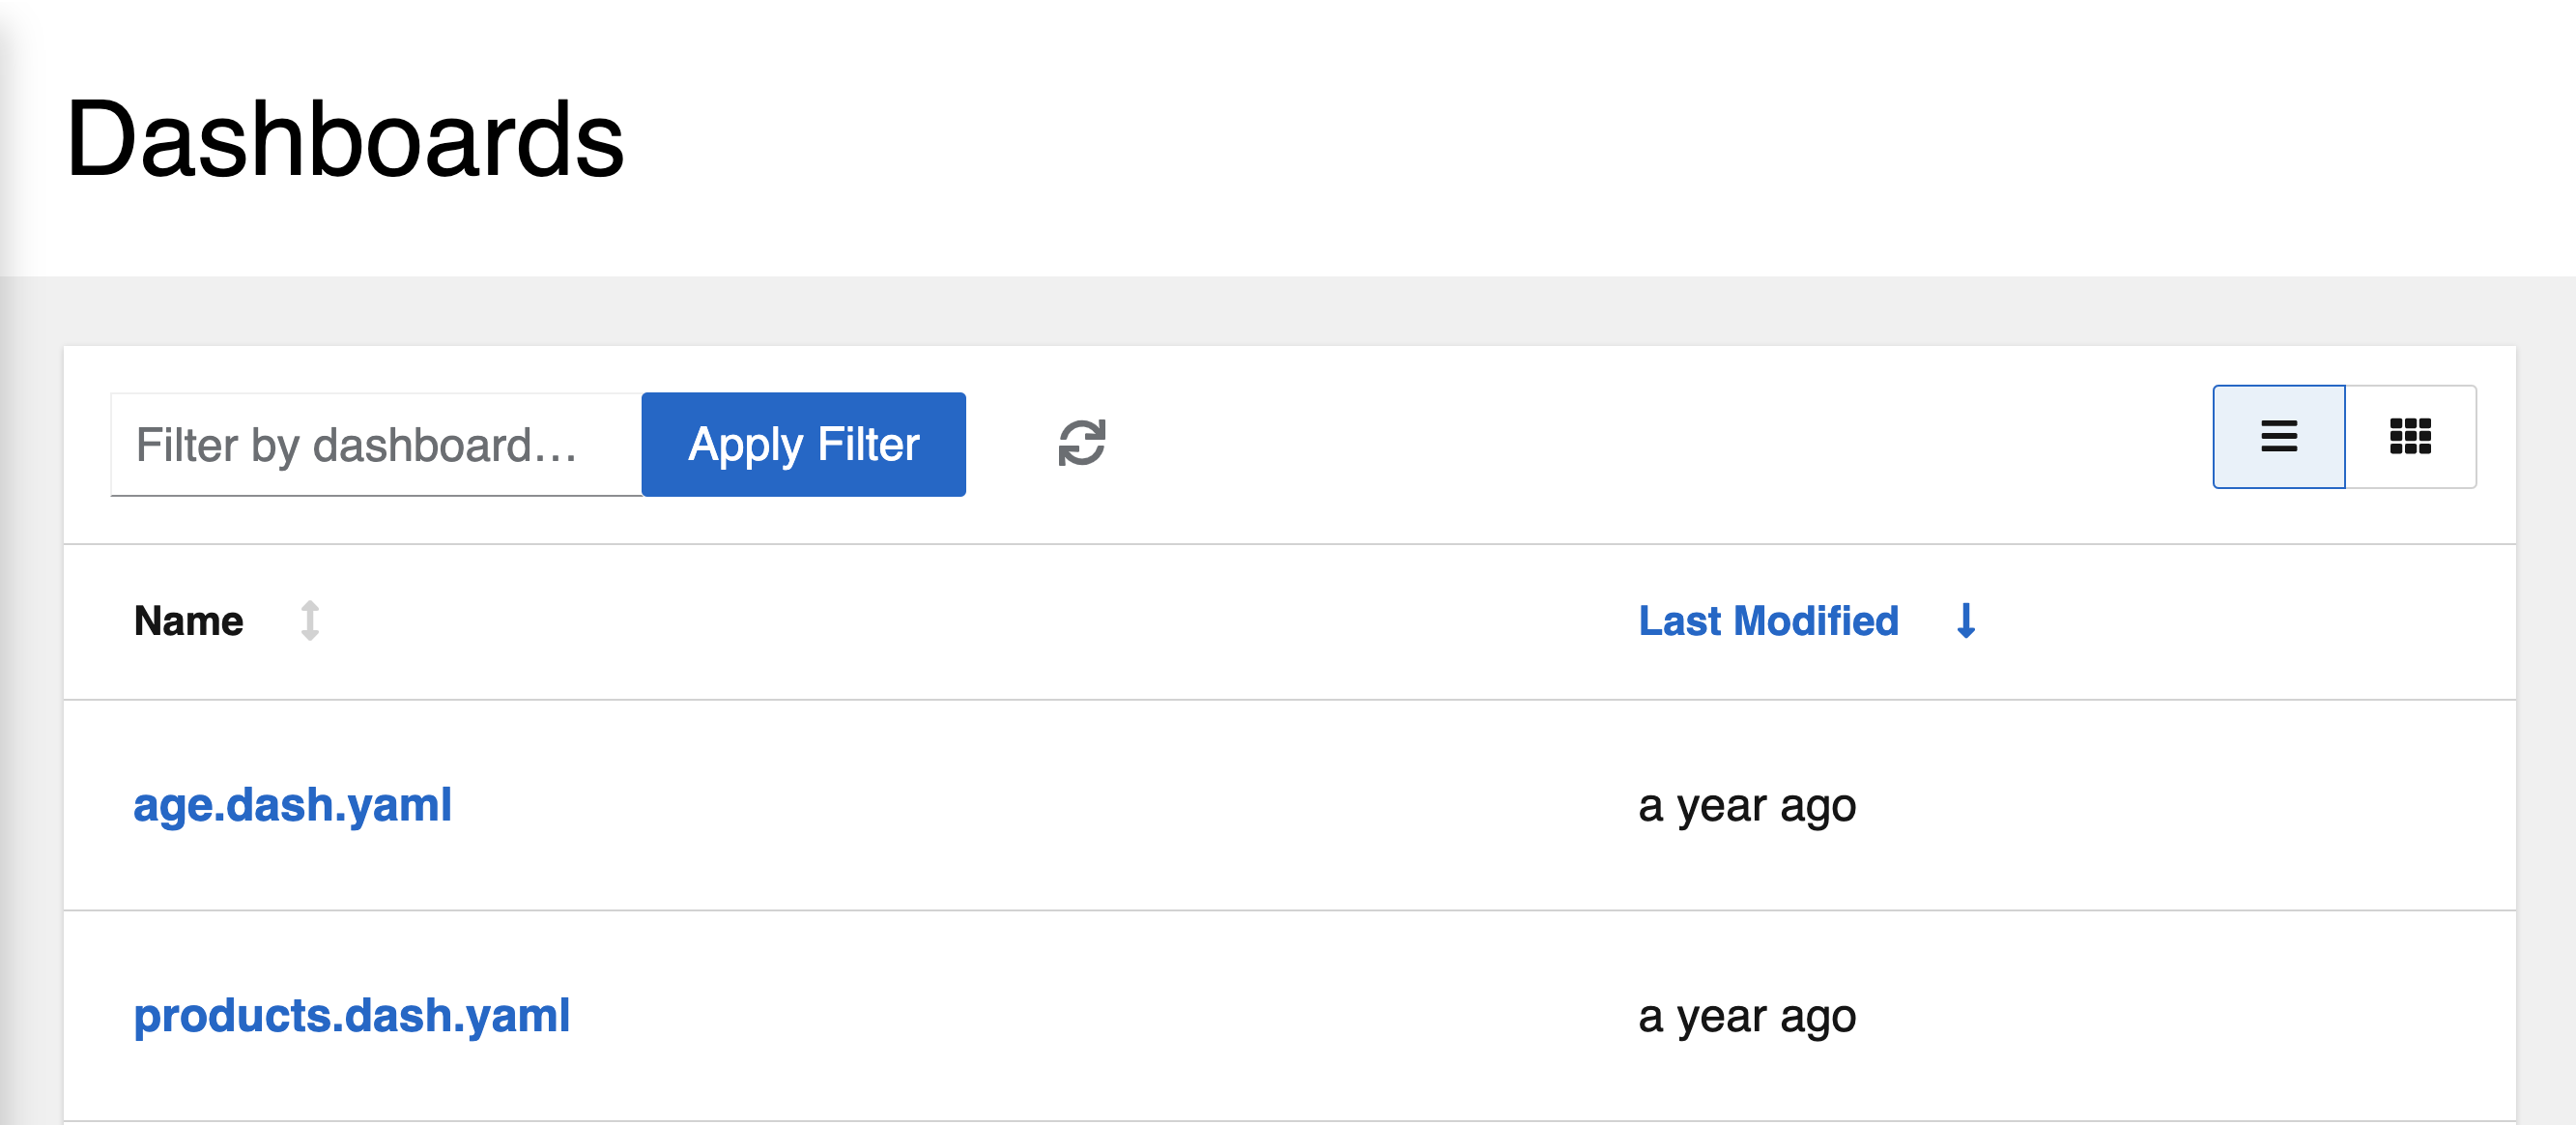 Dashboards
Filter by dashboard...
Apply Filter
Name
Last Modified
age.dash.yaml
a year ago
products.dash.yaml
a year ago